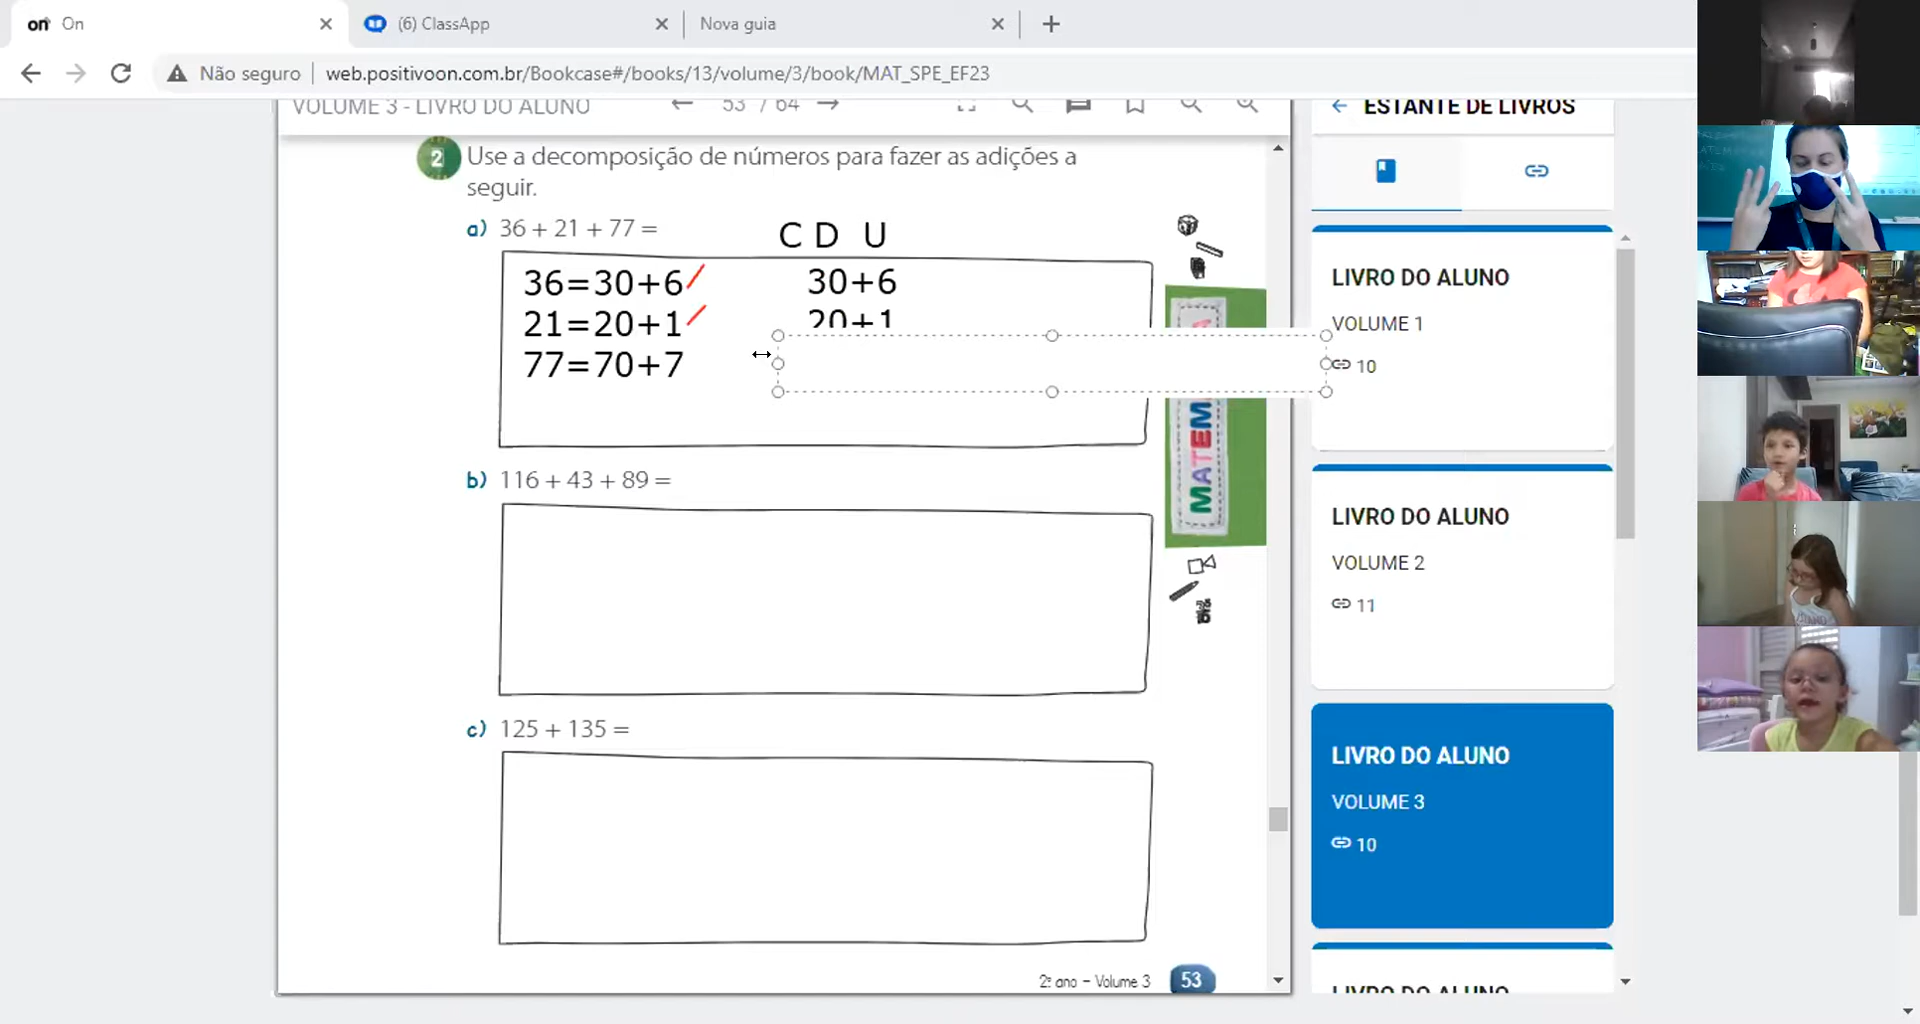 on On
(6) ClassApp
Nova guia
Não seguro
web.positivoon.com.br/Bookcase#/books/13/volume/3/book/MAT_SPE_EF23
VOLUME 3 - LIVRO DO ALUNO
53 / 64
ESTANTE DE LIVROS
2 Use a decomposição de números para fazer as adições a
seguir.
a) 36 + 21 + 77 =
C D U
36=30+6
30+6
21=20+1
20+1
77=70+7
b) 116 + 43 + 89 =
c) 125 + 135 =
MATEM
2º ano – Volume 3
53
LIVRO DO ALUNO
VOLUME 1
10
LIVRO DO ALUNO
VOLUME 2
11
LIVRO DO ALUNO
VOLUME 3
10
LIVRO DO ALUNO